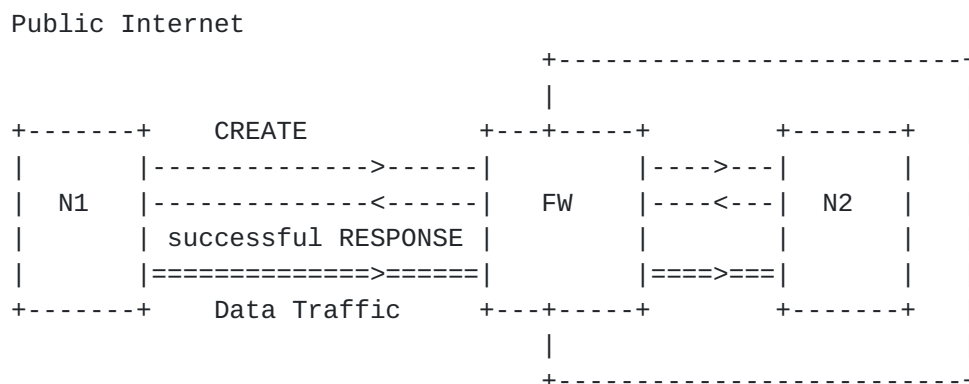 Public Internet
CREATE
N1 FW N2
successful RESPONSE
Data Traffic